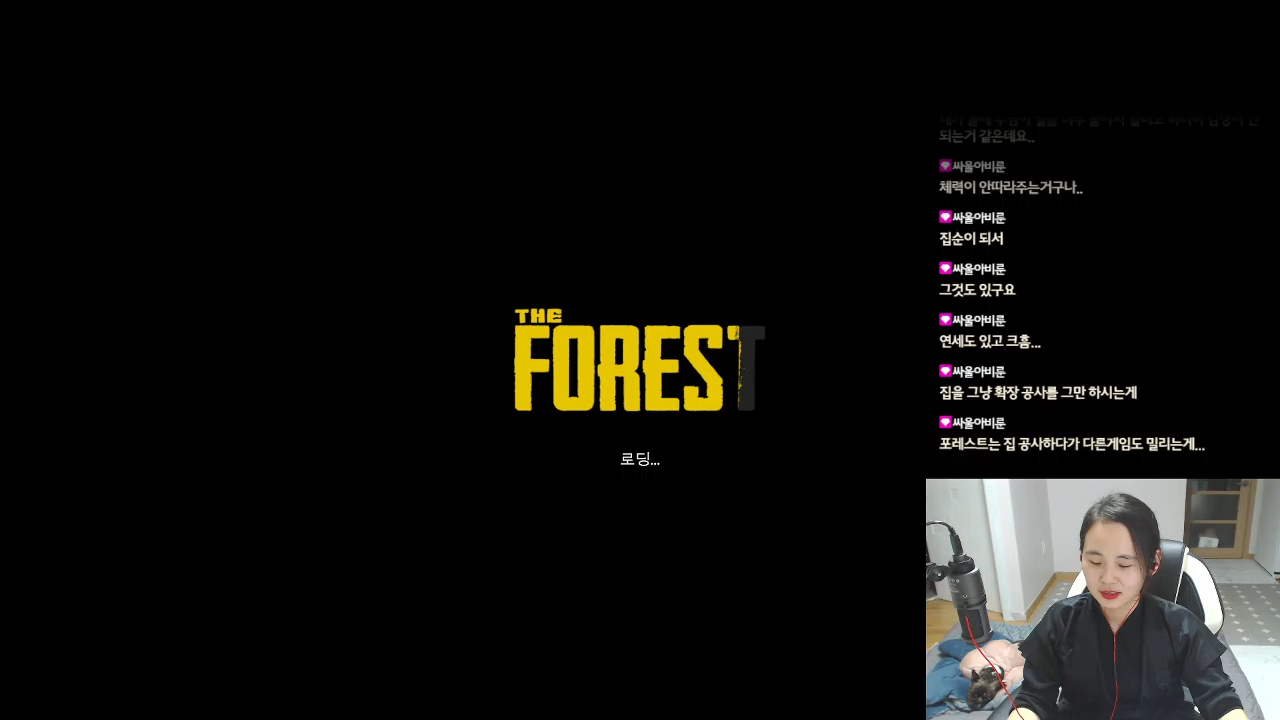 되는거 같은데요..
싸울아비룬
체력이 안따라주는거구나..
싸울아비룬
집순이 되서
싸울아비룬
그것도 있구요
싸울아비룬
연세도 있고 크흠...
싸울아비룬
집을 그냥 확장 공사를 그만 하시는게
싸울아비룬
포레스트는 집 공사하다가 다른게임도 밀리는게...
THE
FOREST
로딩...